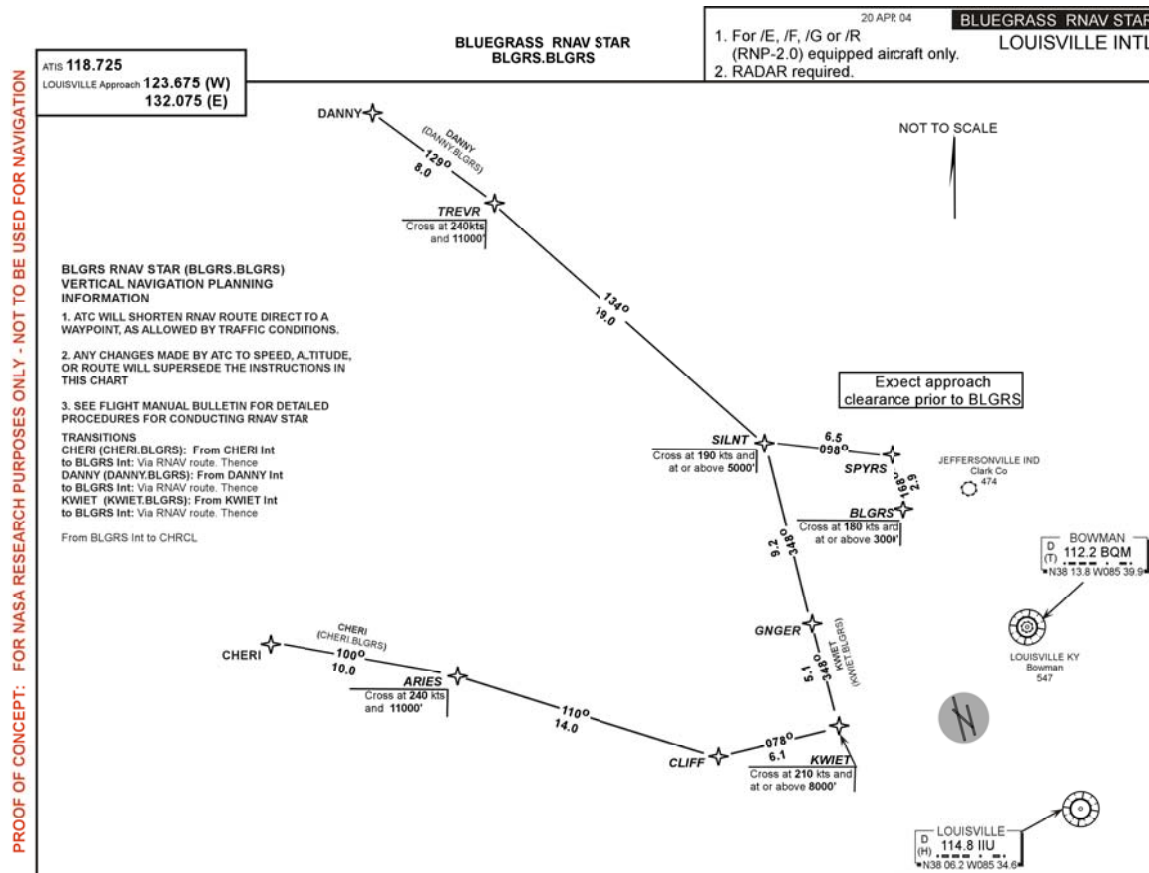 PROOF OF CONCEPT: FOR NASA RESEARCH PURPOSES ONLY - NOT TO BE USED FOR NAVIGATION
ATIS 118.725
LOUISVILLE Approach 123.675 (W)
132.075 (E)
BLUEGRASS RNAV STAR
BLGRS.BLGRS
20 APR 04
BLUEGRASS RNAV STAR
LOUISVILLE INTL
1. For /E, /F, /G or /R
(RNP-2.0) equipped aircraft only.
2. RADAR required.
NOT TO SCALE
DANNY
DANNY
(DANNY.BLGRS)
129°
8.0
TREVR
Cross at 240kts
and 11000'
134°
BLGRS RNAV STAR (BLGRS.BLGRS)
VERTICAL NAVIGATION PLANNING
INFORMATION
1. ATC WILL SHORTEN RNAV ROUTE DIRECT TO A
WAYPOINT, AS ALLOWED BY TRAFFIC CONDITIONS.
2. ANY CHANGES MADE BY ATC TO SPEED, ALTITUDE,
OR ROUTE WILL SUPERSEDE THE INSTRUCTIONS IN
THIS CHART
3. SEE FLIGHT MANUAL BULLETIN FOR DETAILED
PROCEDURES FOR CONDUCTING RNAV STAR
TRANSITIONS
CHERI (CHERI.BLGRS): From CHERI Int
to BLGRS Int: Via RNAV route. Thence
DANNY (DANNY.BLGRS): From DANNY Int
to BLGRS Int: Via RNAV route. Thence
KWIET (KWIET.BLGRS): From KWIET Int
to BLGRS Int: Via RNAV route. Thence
From BLGRS Int to CHRCL
Expect approach
clearance prior to BLGRS
SILNT
Cross at 190 kts and
at or above 5000'
6.5
098°
SPYRS
168°
2.9
BLGRS
Cross at 180 kts and
at or above
JEFFERSONVILLE IND
Clark Co
474
BOWMAN
D
(T)
112.2 BQM
N38 13.8 W085 39.9
LOUISVILLE KY
Bowman
547
348°
9.2
GNGER
KWIET
(KWIET.BLGRS)
348°
5.1
CHERI
CHERI
(CHERI.BLGRS)
100°
10.0
ARIES
Cross at 240 kts
and 11000'
110°
14.0
CLIFF
078°
6.1
KWIET
Cross at 210 kts and
at or above 8000'
LOUISVILLE
D
(H)
114.8 IIU
N38 06.2 W085 34.6